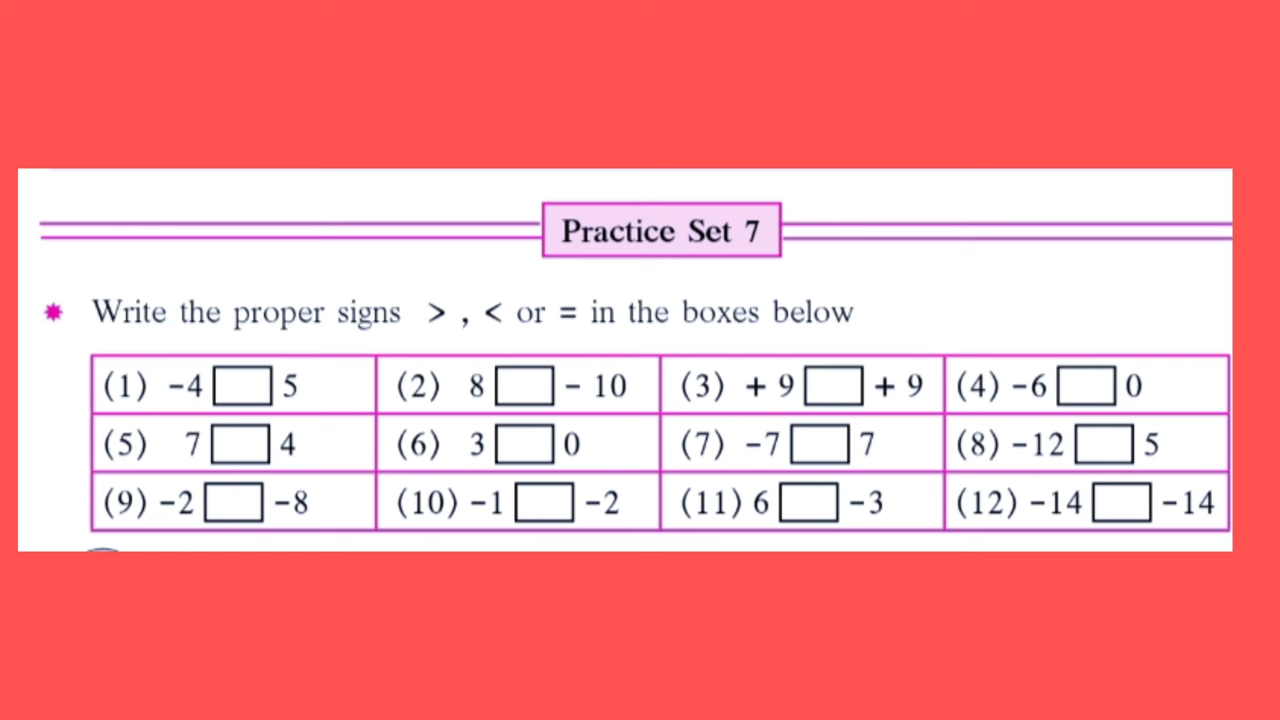 Practice Set 7
Write the proper signs > , < or = in the boxes below
(1) -4 5 (2) 8 - 10 (3) + 9 + 9 (4) -6 0
(5) 7 4 (6) 3 0 (7) -7 7 (8) -12 5
(9) -2 -8 (10) -1 -2 (11) 6 -3 (12) -14 -14